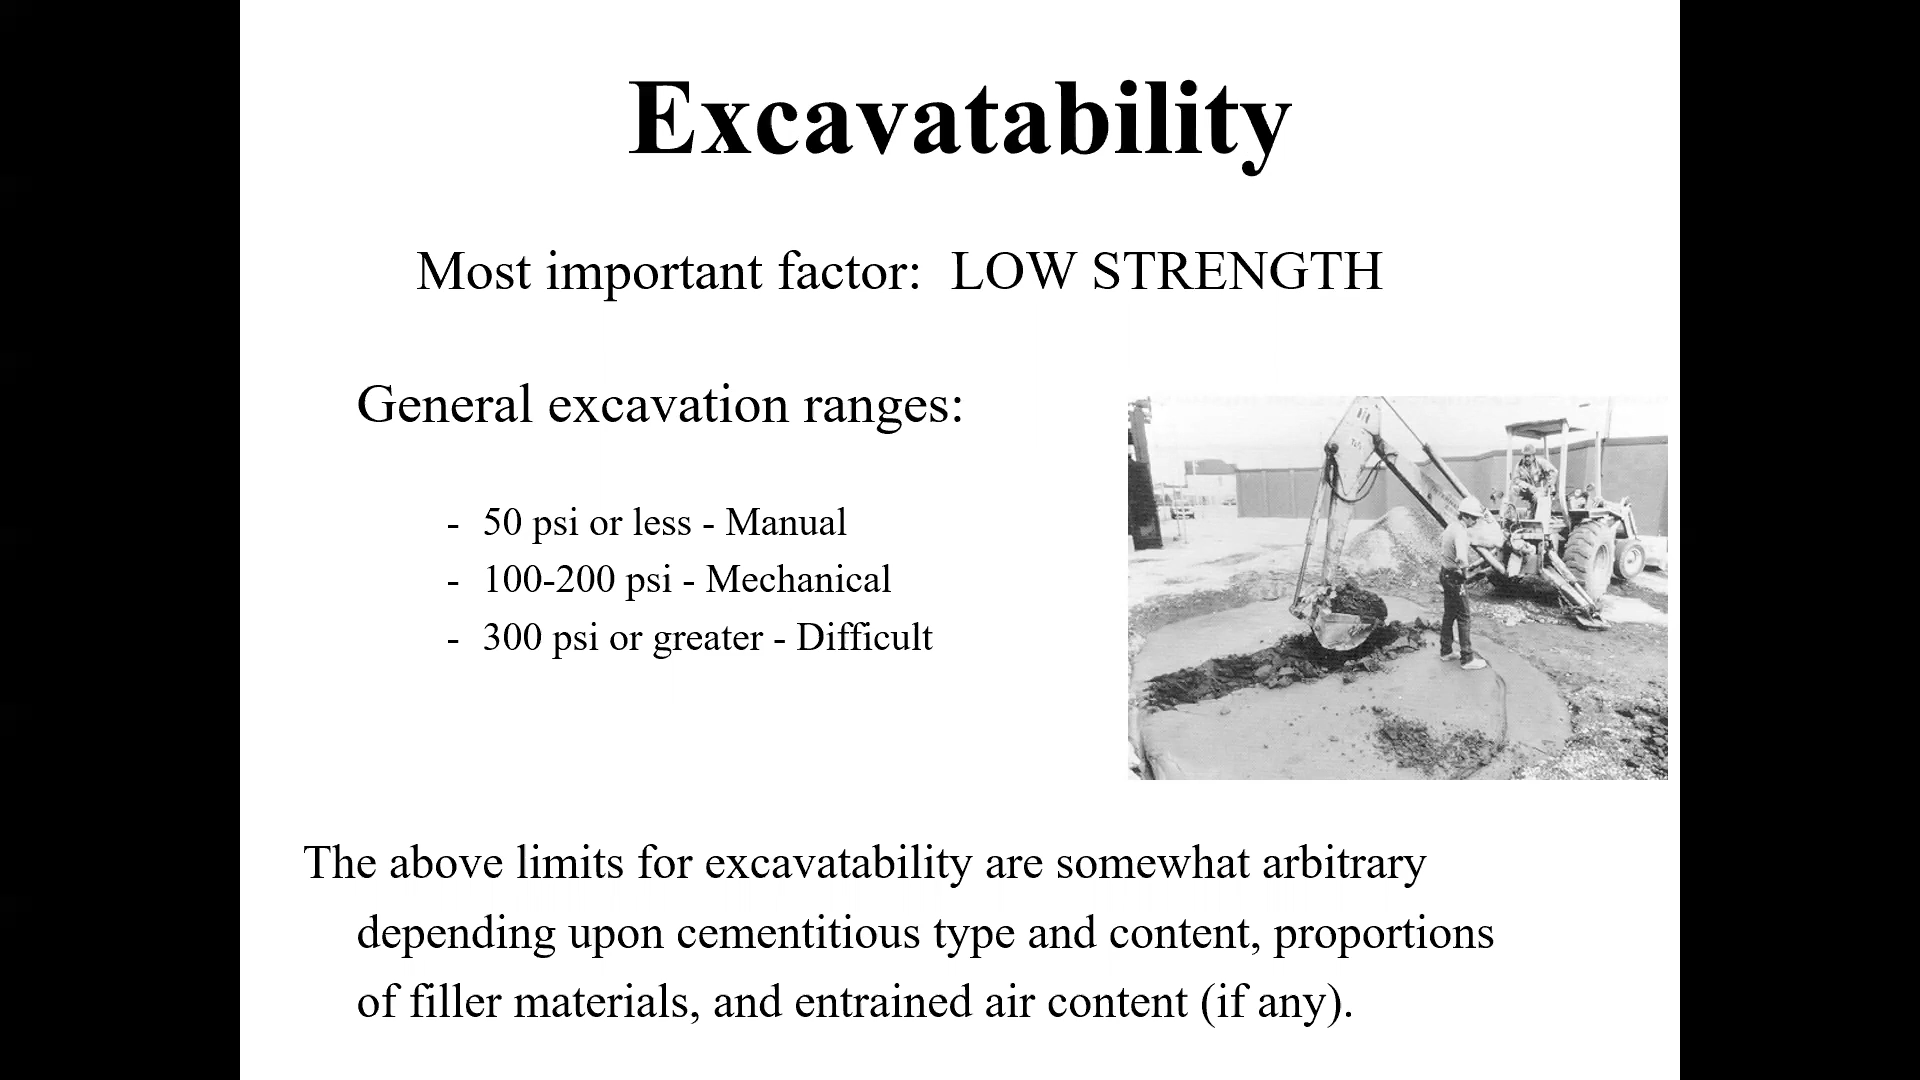 Excavatability
Most important factor:  LOW STRENGTH
General excavation ranges:
- 50 psi or less - Manual
- 100-200 psi - Mechanical
- 300 psi or greater - Difficult
The above limits for excavatability are somewhat arbitrary
depending upon cementitious type and content, proportions
of filler materials, and entrained air content (if any).